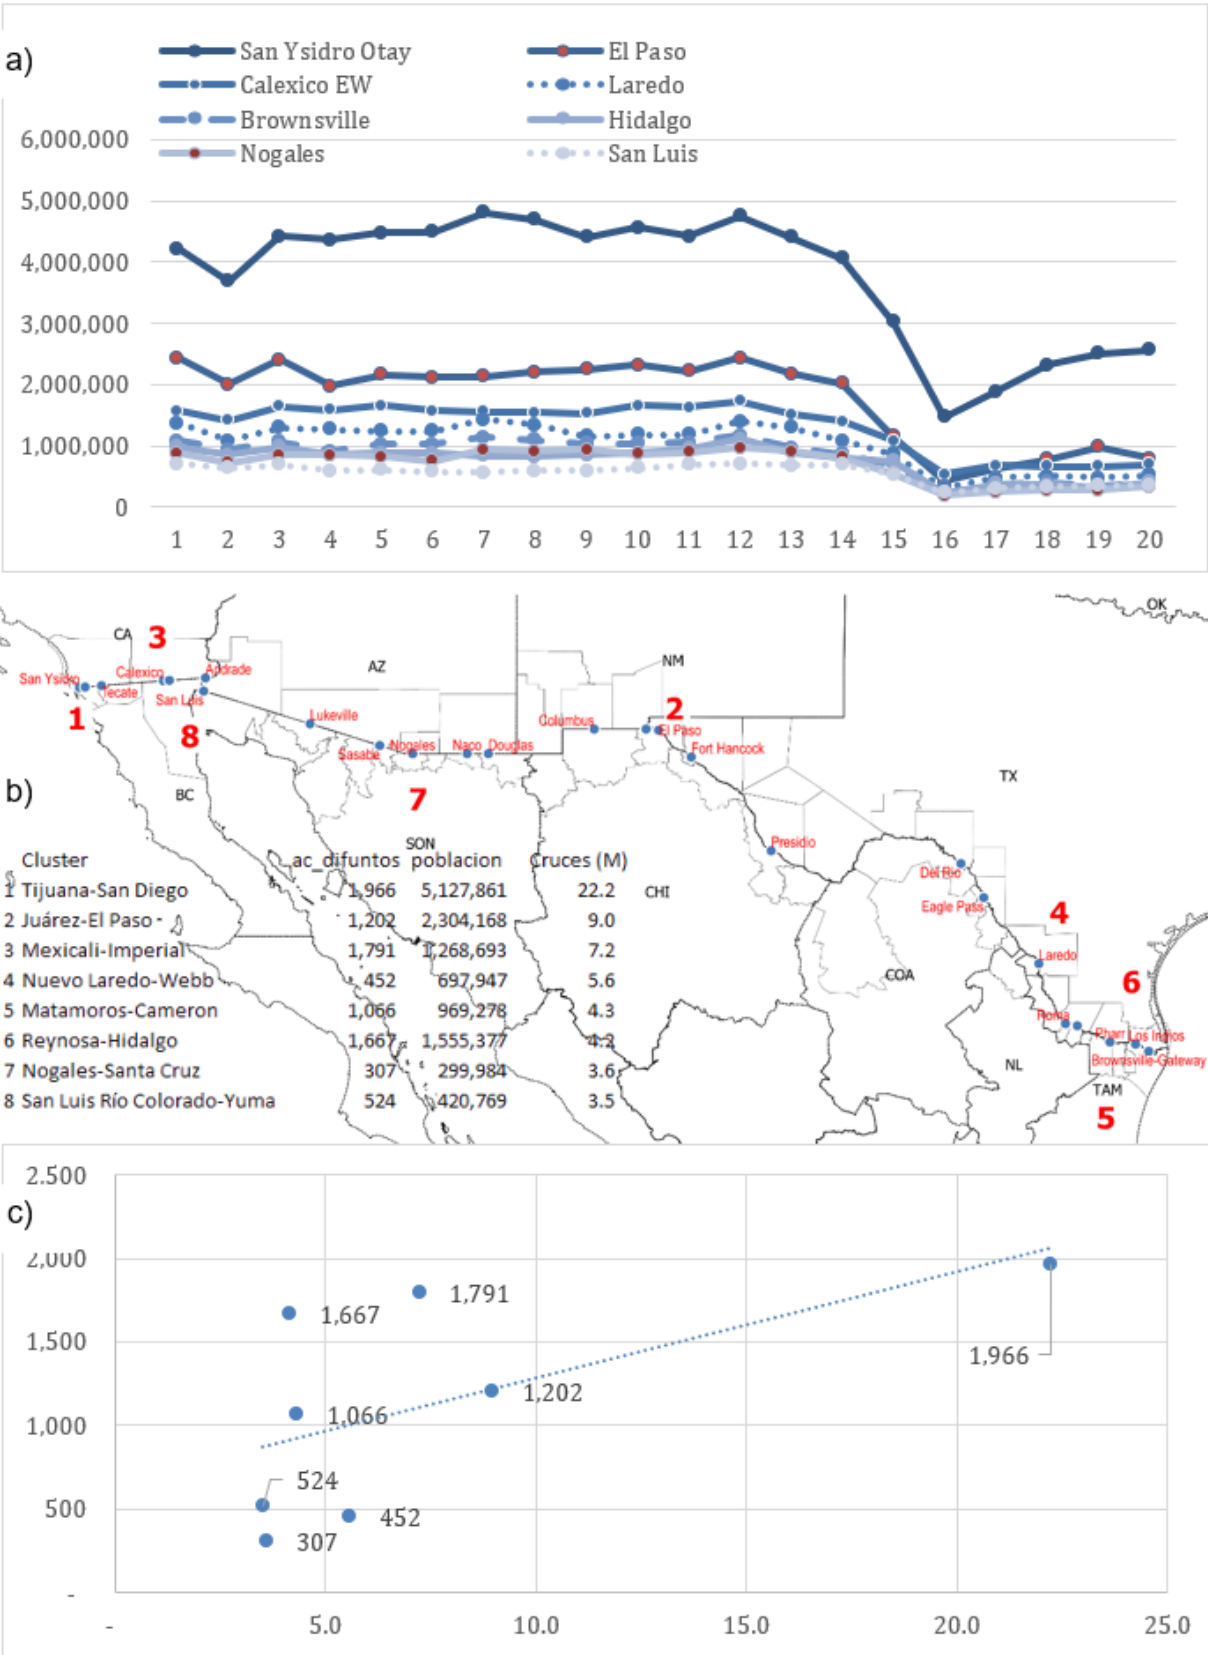 a)
San Ysidro Otay El Paso
Calexico EW Laredo
Brownsville Hidalgo
Nogales San Luis
6,000,000
5,000,000
4,000,000
3,000,000
2,000,000
1,000,000
0
1 2 3 4 5 6 7 8 9 10 11 12 13 14 15 16 17 18 19 20
OK
CA 3
AZ
NM
San Ysidro
Calexico
Andrade
Tecate
San Luis
1
8
Lukeville
Sasabe
Nogales
Naco Douglas
7
Columbus
2
El Paso
Fort Hancock
TX
b)
BC
SON
CHI
Presidio
Del Rio
Eagle Pass
4
Laredo
COA
6
Roma
Pharr Los Indios
Brownsville-Gateway
NL
TAM
5
Cluster ac_difuntos poblacion Cruces (M)
1 Tijuana-San Diego 1,966 5,127,861 22.2
2 Juárez-El Paso 1,202 2,304,168 9.0
3 Mexicali-Imperial 1,791 1,268,693 7.2
4 Nuevo Laredo-Webb 452 697,947 5.6
5 Matamoros-Cameron 1,066 969,278 4.3
6 Reynosa-Hidalgo 1,667 1,555,377 4.2
7 Nogales-Santa Cruz 307 299,984 3.6
8 San Luis Río Colorado-Yuma 524 420,769 3.5
c)
2.500
2,000
1,500
1,000
500
-
1,667
1,791
1,966
1,202
1,066
524
452
307
- 5.0 10.0 15.0 20.0 25.0